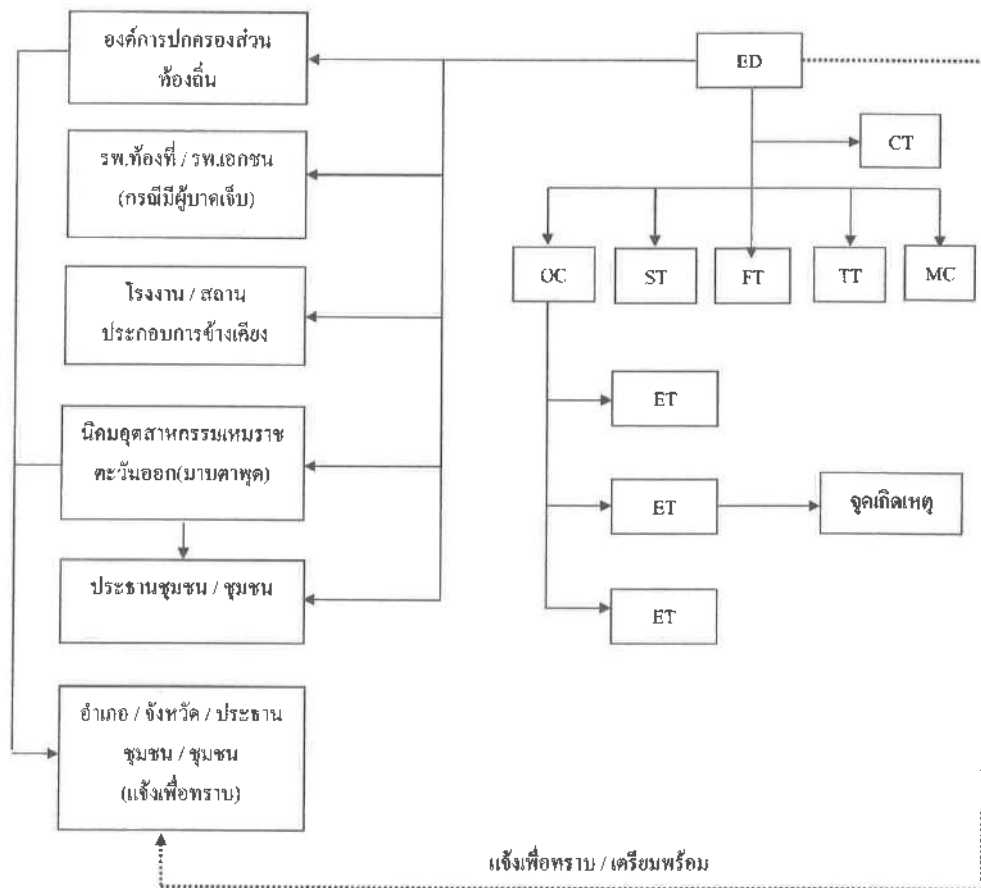 องค์การปกครองส่วน
ท้องถิ่น
ED
CT
รพ.ท้องที่ / รพ.เอกชน
(กรณีมีผู้บาดเจ็บ)
OC
ST
FT
TT
MC
โรงงาน / สถาน
ประกอบการข้างเคียง
ET
นิคมอุตสาหกรรมเหมราช
ตะวันออก(มาบตาพุด)
ET
จุดเกิดเหตุ
ประธานชุมชน / ชุมชน
ET
อำเภอ / จังหวัด / ประธาน
ชุมชน / ชุมชน
(แจ้งเพื่อทราบ)
แจ้งเพื่อทราบ / เตรียมพร้อม